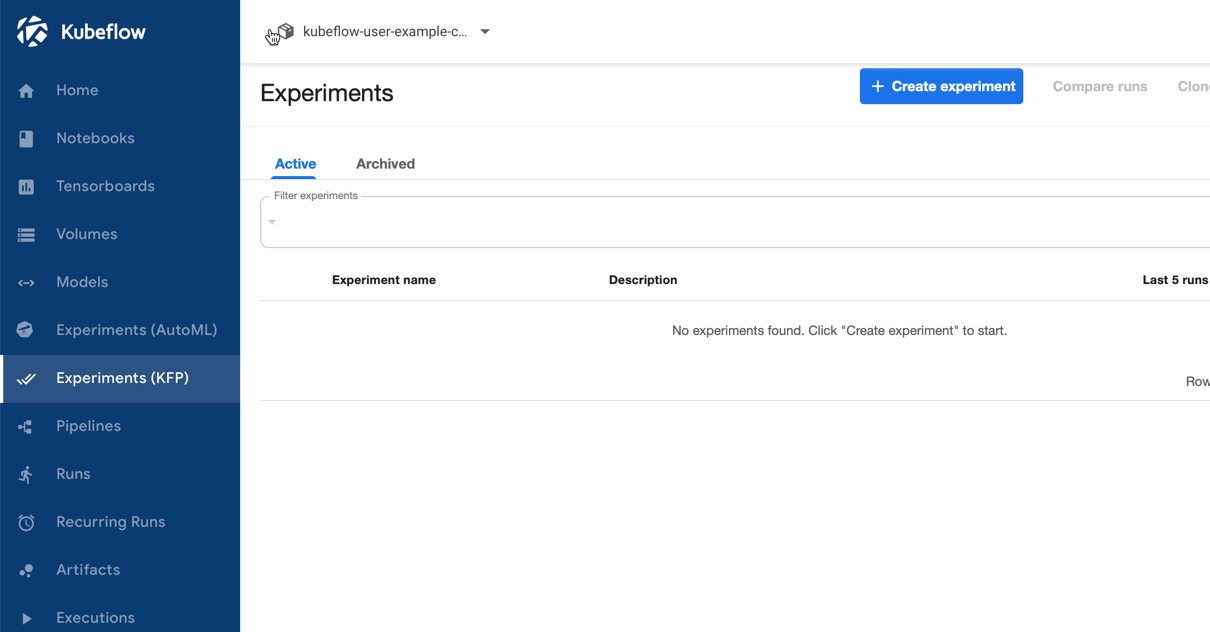 Kubeflow
Home
Notebooks
Tensorboards
Volumes
Models
Experiments (AutoML)
Experiments (KFP)
Pipelines
Runs
Recurring Runs
Artifacts
Executions
kubeflow-user-example-c...
Experiments
+ Create experiment
Compare runs
Clon
Active
Archived
Filter experiments
Experiment name
Description
Last 5 runs
No experiments found. Click "Create experiment" to start.
Row